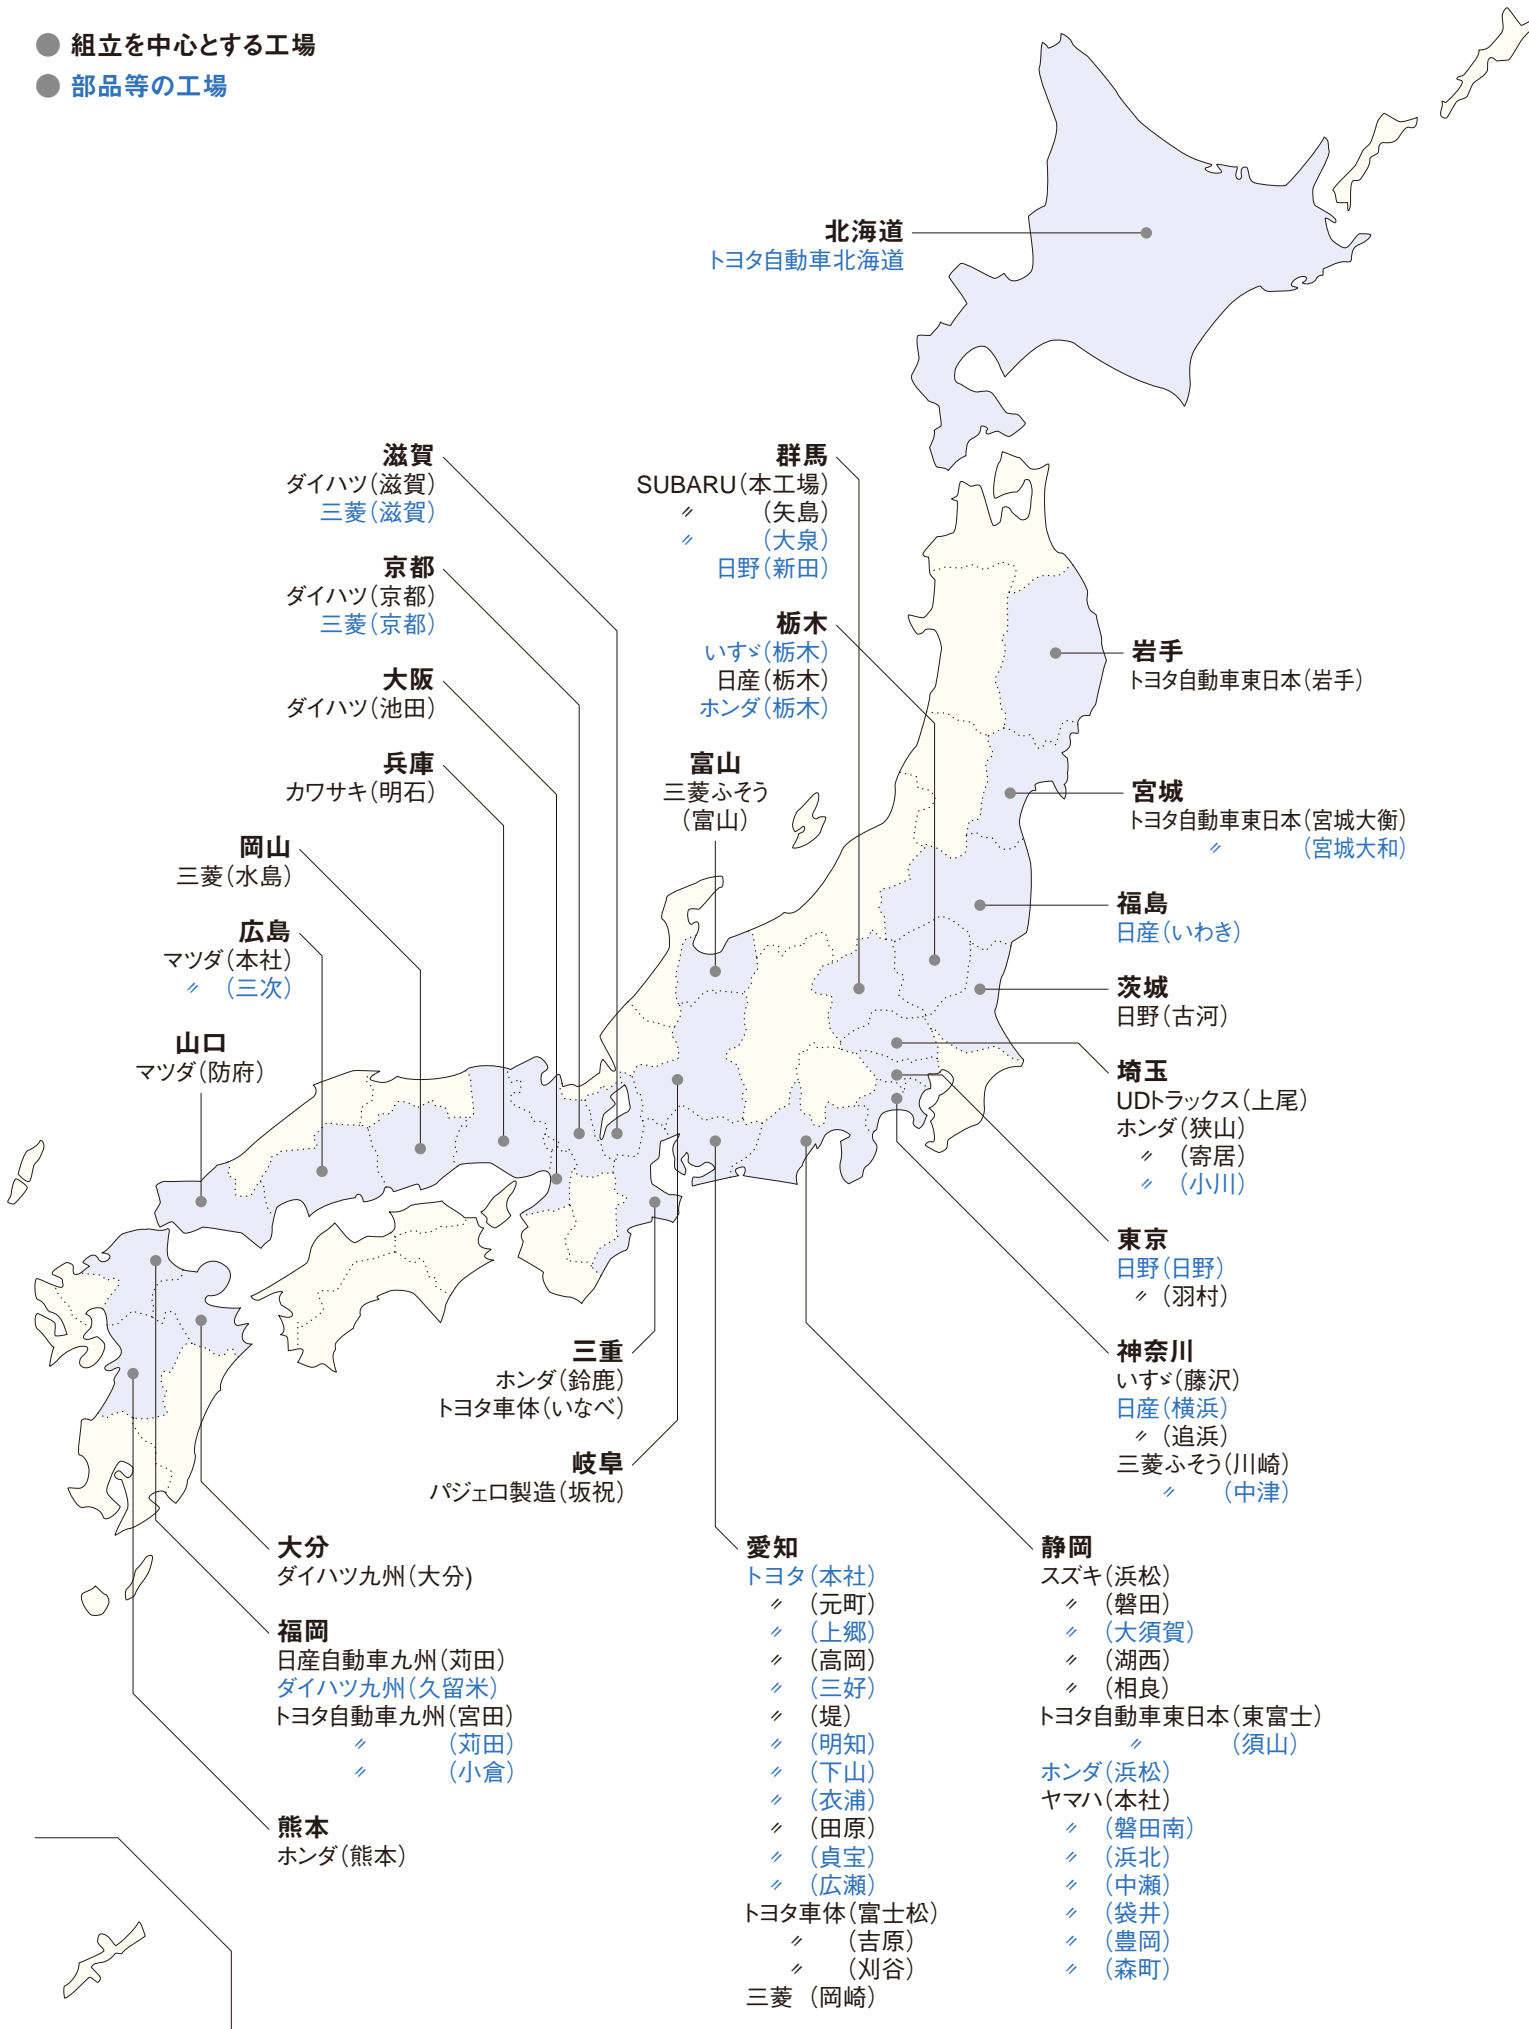 組立を中心とする工場
部品等の工場
北海道
トヨタ自動車北海道
滋賀
ダイハツ(滋賀)
三菱(滋賀)
京都
ダイハツ(京都)
三菱(京都)
大阪
ダイハツ(池田)
兵庫
カワサキ(明石)
岡山
三菱(水島)
広島
マツダ(本社)
〃 (三次)
山口
マツダ(防府)
群馬
SUBARU(本工場)
〃 (矢島)
〃 (大泉)
日野(新田)
栃木
いすゞ(栃木)
日産(栃木)
ホンダ(栃木)
富山
三菱ふそう
(富山)
岩手
トヨタ自動車東日本(岩手)
宮城
トヨタ自動車東日本(宮城大衡)
〃 (宮城大和)
福島
日産(いわき)
茨城
日野(古河)
埼玉
UDトラックス(上尾)
ホンダ(狭山)
〃 (寄居)
〃 (小川)
東京
日野(日野)
〃 (羽村)
神奈川
いすゞ(藤沢)
日産(横浜)
〃 (追浜)
三菱ふそう(川崎)
〃 (中津)
三重
ホンダ(鈴鹿)
トヨタ車体(いなべ)
岐阜
パジェロ製造(坂祝)
大分
ダイハツ九州(大分)
福岡
日産自動車九州(苅田)
ダイハツ九州(久留米)
トヨタ自動車九州(宮田)
〃 (苅田)
〃 (小倉)
熊本
ホンダ(熊本)
愛知
トヨタ(本社)
〃 (元町)
〃 (上郷)
〃 (高岡)
〃 (三好)
〃 (堤)
〃 (明知)
〃 (下山)
〃 (衣浦)
〃 (田原)
〃 (貞宝)
〃 (広瀬)
トヨタ車体(富士松)
〃 (吉原)
〃 (刈谷)
三菱 (岡崎)
静岡
スズキ(浜松)
〃 (磐田)
〃 (大須賀)
〃 (湖西)
〃 (相良)
トヨタ自動車東日本(東富士)
〃 (須山)
ホンダ(浜松)
ヤマハ(本社)
〃 (磐田南)
〃 (浜北)
〃 (中瀬)
〃 (袋井)
〃 (豊岡)
〃 (森町)